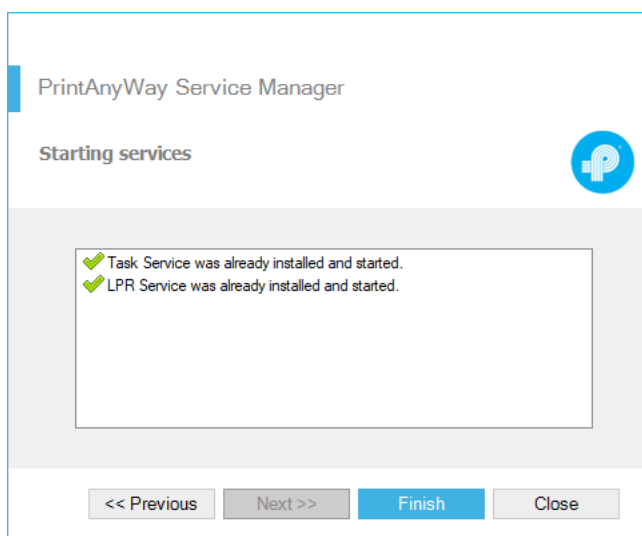 PrintAnyWay Service Manager
Starting services
Task Service was already installed and started.
LPR Service was already installed and started.
<< Previous
Next >>
Finish
Close